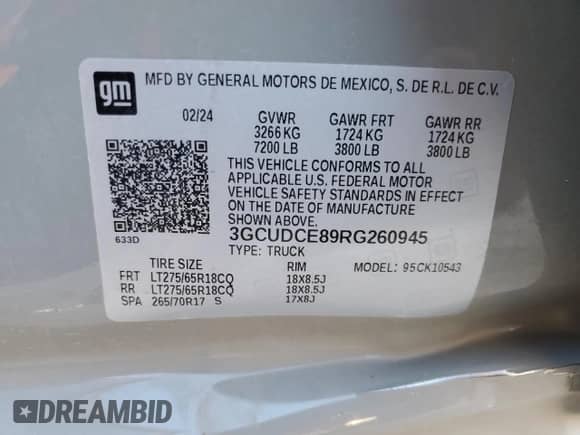 gm
MFD BY GENERAL MOTORS DE MEXICO, S. DE R.L. DE C.V.
02/24 GVWR GAWR FRT GAWR RR
3266 KG 1724 KG 1724 KG
7200 LB 3800 LB 3800 LB
THIS VEHICLE CONFORMS TO ALL
APPLICABLE U.S. FEDERAL MOTOR
VEHICLE SAFETY STANDARDS IN EFFECT
ON THE DATE OF MANUFACTURE
SHOWN ABOVE.
633D 3GCUDCE89RG260945
TYPE: TRUCK MODEL: 95CK10543
TIRE SIZE RIM
FRT LT275/65R18CQ 18X8.5J
RR LT275/65R18CQ 18X8.5J
SPA 265/70R17 S 17X8J
DREAMBID